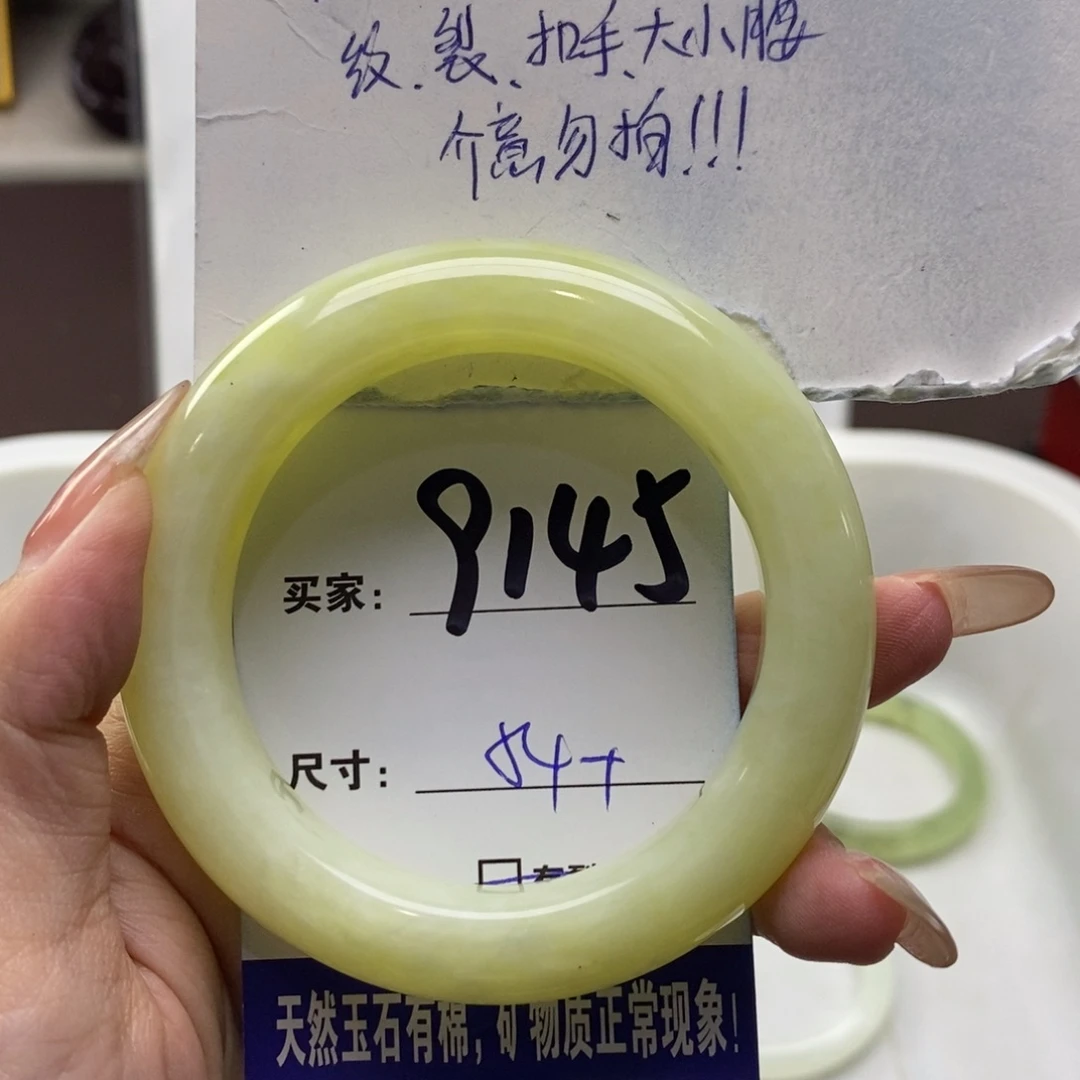 纹、裂、扣手、大小腰
介意勿拍!!!
买家: 9145
尺寸: 54+
天然玉石有棉,矿物质正常现象!